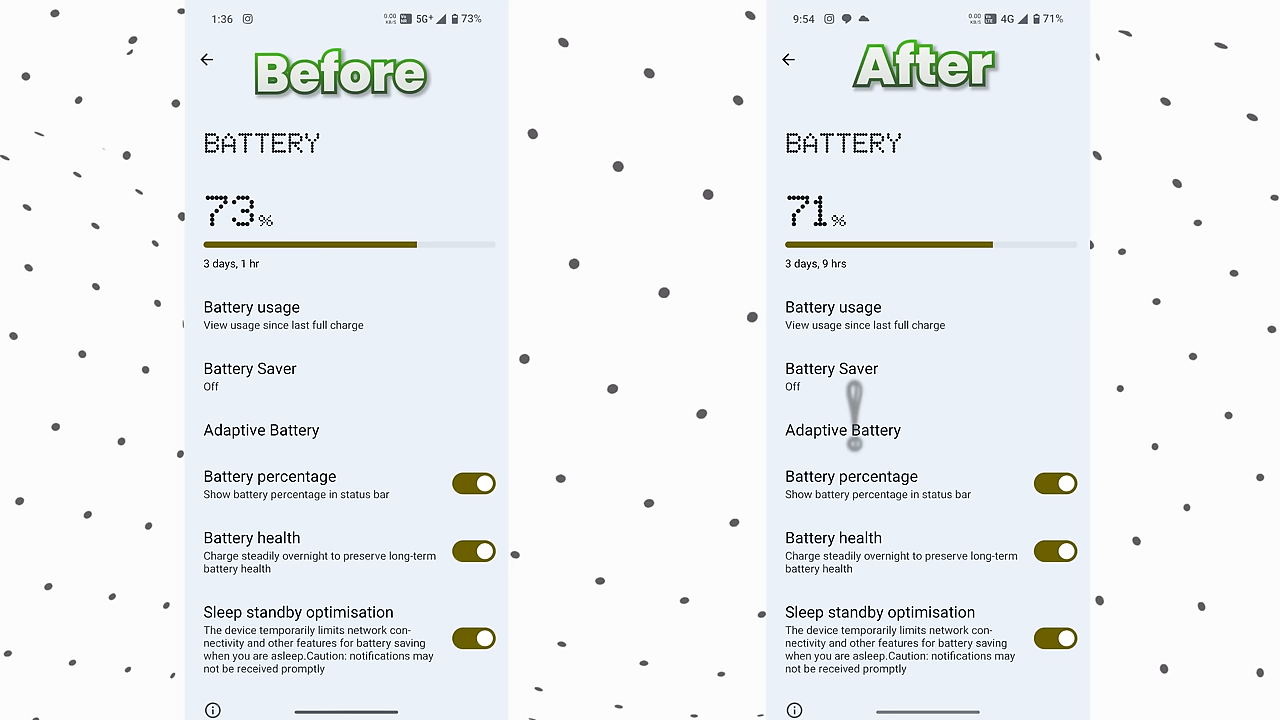 1:36
0.00
KB/S
5G+
73%
Before
BATTERY
73%
3 days, 1 hr
Battery usage
View usage since last full charge
Battery Saver
Off
Adaptive Battery
Battery percentage
Show battery percentage in status bar
Battery health
Charge steadily overnight to preserve long-term
battery health
Sleep standby optimisation
The device temporarily limits network con-
nectivity and other features for battery saving
when you are asleep.Caution: notifications may
not be received promptly
9:54
0.00
KB/S
4G
71%
After
BATTERY
71%
3 days, 9 hrs
Battery usage
View usage since last full charge
Battery Saver
Off
!
Adaptive Battery
Battery percentage
Show battery percentage in status bar
Battery health
Charge steadily overnight to preserve long-term
battery health
Sleep standby optimisation
The device temporarily limits network con-
nectivity and other features for battery saving
when you are asleep.Caution: notifications may
not be received promptly